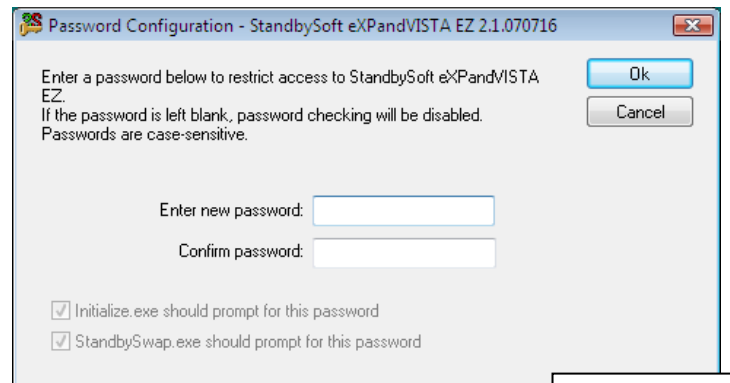 Password Configuration - StandbySoft eXPandVISTA EZ 2.1.070716
Enter a password below to restrict access to StandbySoft eXPandVISTA
EZ.
If the password is left blank, password checking will be disabled.
Passwords are case-sensitive.
Ok
Cancel
Enter new password:
Confirm password:
Initialize.exe should prompt for this password
StandbySwap.exe should prompt for this password